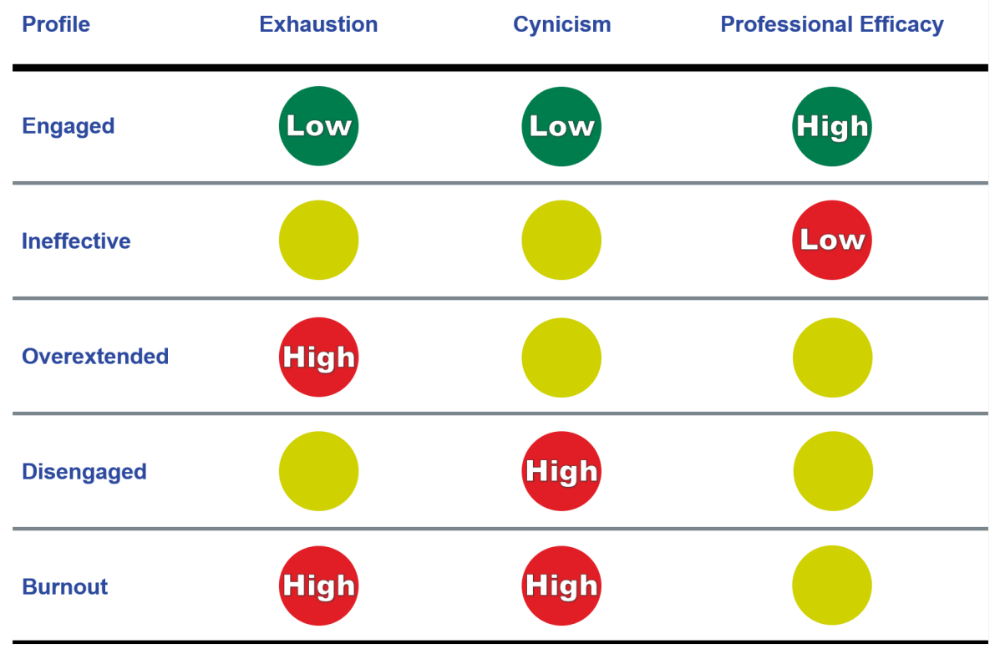 Profile Exhaustion Cynicism Professional Efficacy
Engaged Low Low High
Ineffective Low
Overextended High
Disengaged High
Burnout High High